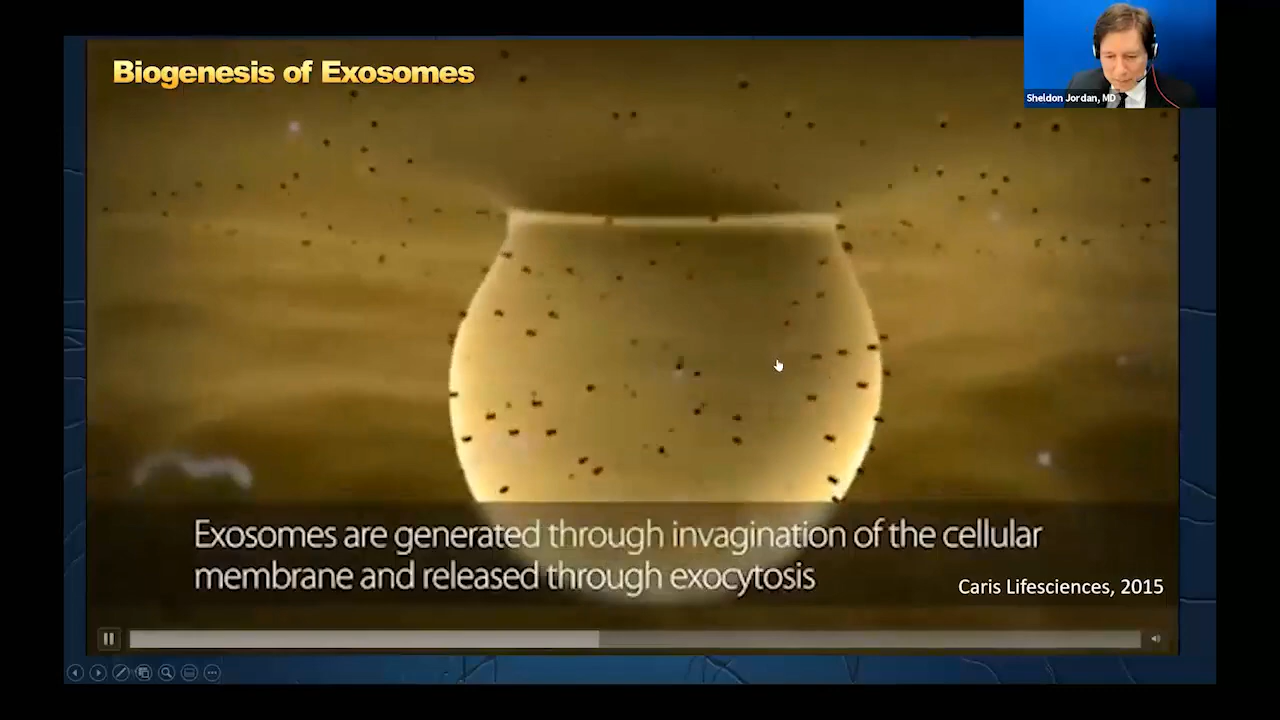 Biogenesis of Exosomes
Sheldon Jordan, MD
Exosomes are generated through invagination of the cellular
membrane and released through exocytosis
Caris Lifesciences, 2015